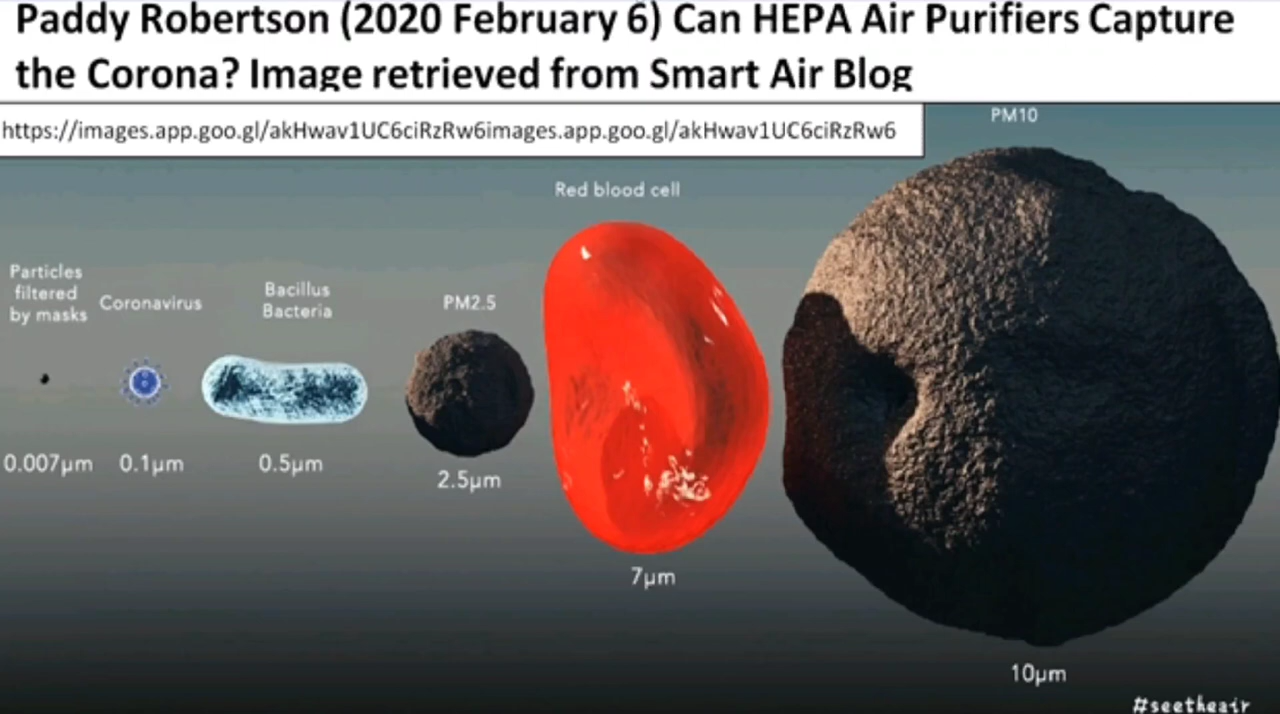 Paddy Robertson (2020 February 6) Can HEPA Air Purifiers Capture
the Corona? Image retrieved from Smart Air Blog
https://images.app.goo.gl/akHwav1UC6ciRzRw6images.app.goo.gl/akHwav1UC6ciRzRw6
PM10
Red blood cell
Particles
filtered
by masks
Coronavirus
Bacillus
Bacteria
PM2.5
0.007μm
0.1μm
0.5μm
2.5μm
7μm
10μm
#seetheair